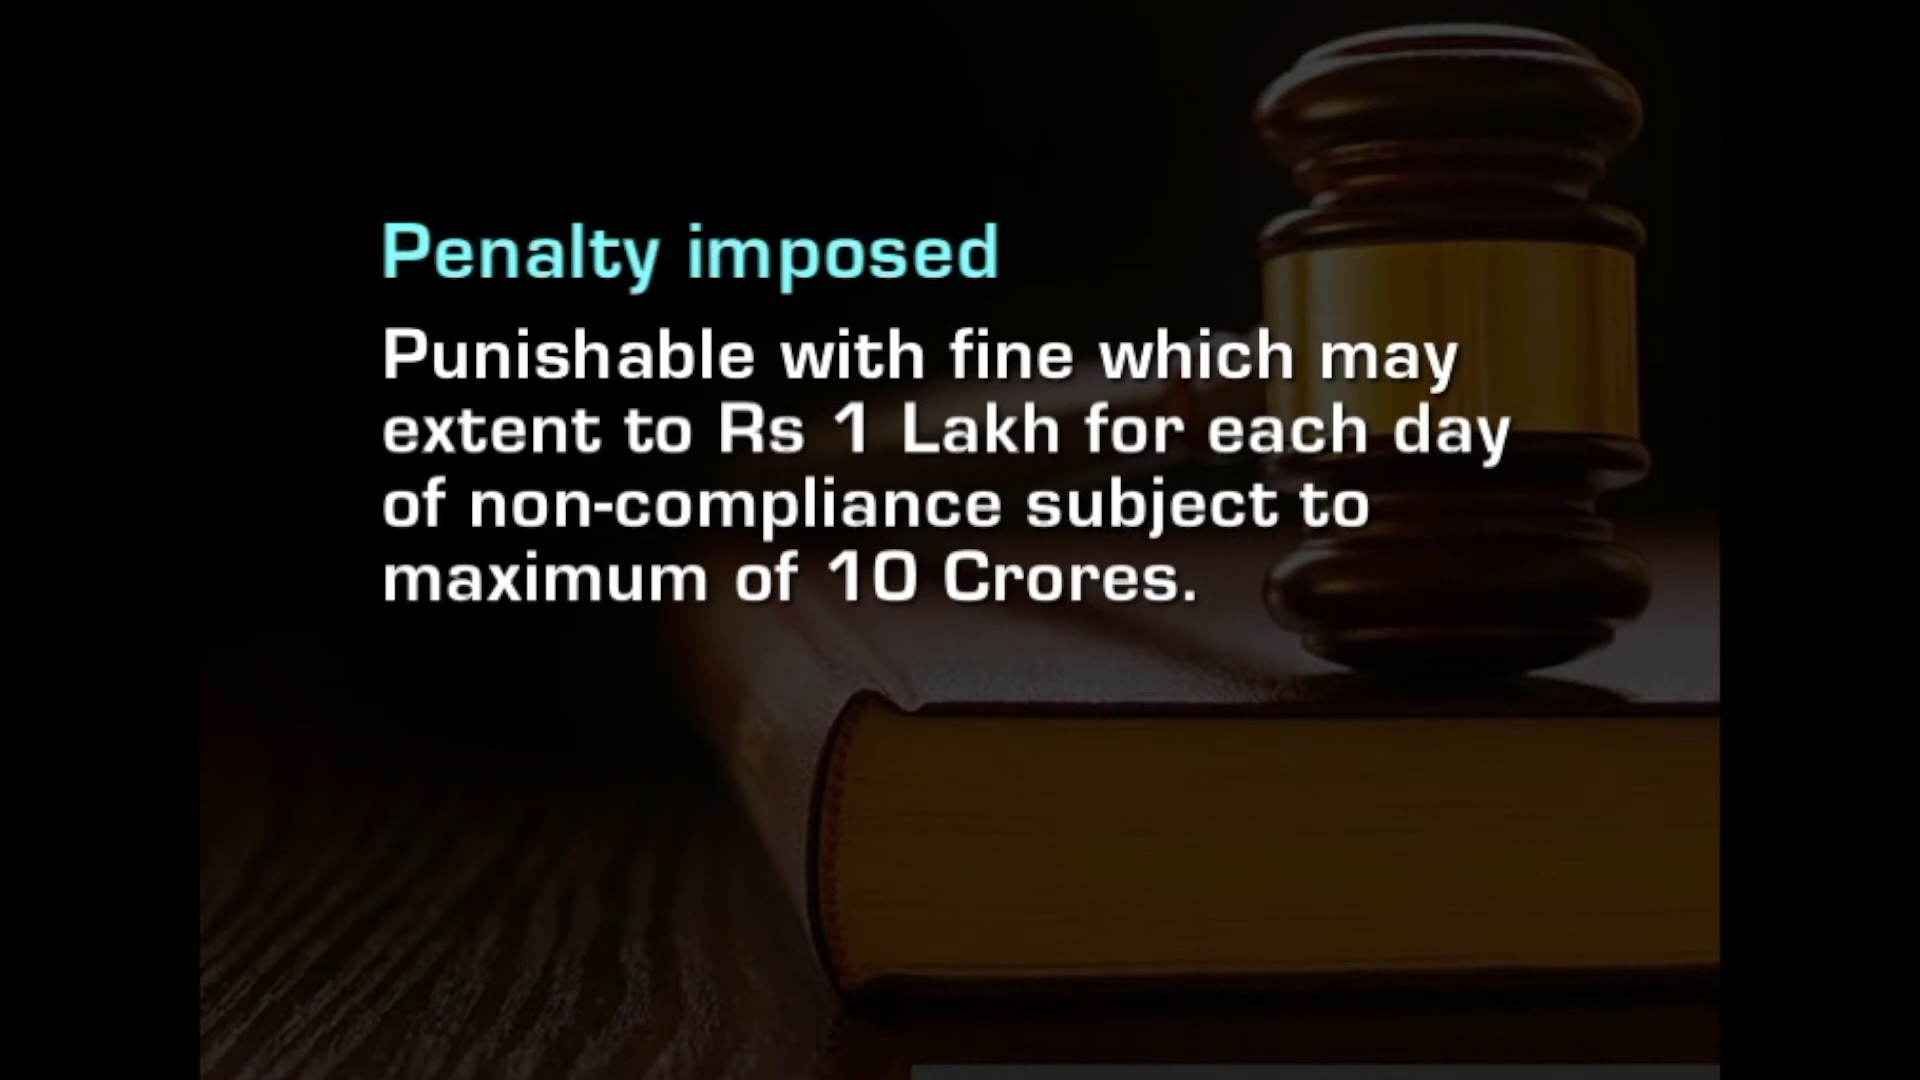 Penalty imposed
Punishable with fine which may
extent to Rs 1 Lakh for each day
of non-compliance subject to
maximum of 10 Crores.